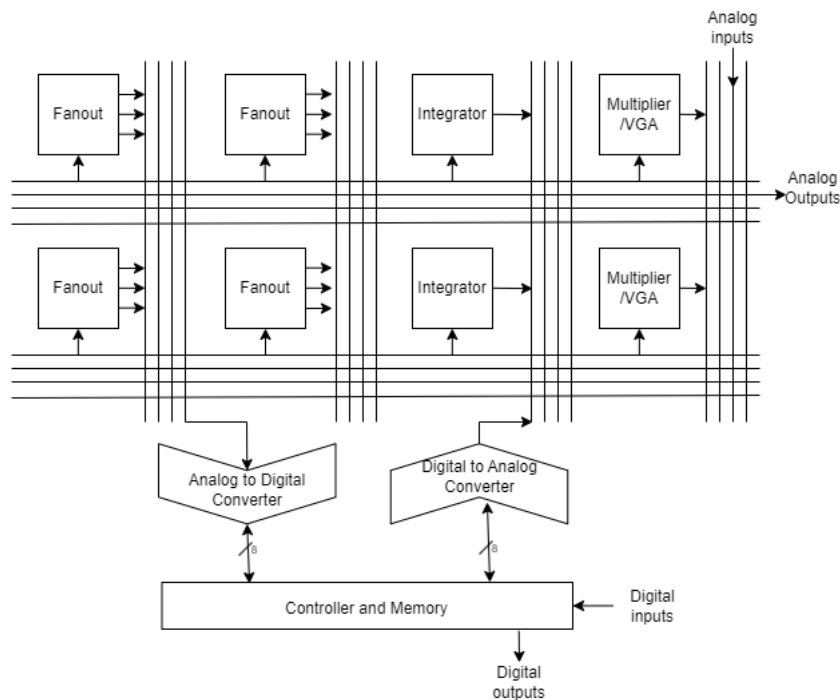 Analog
inputs
Fanout
Fanout
Integrator
Multiplier
/VGA
Analog
Outputs
Fanout
Fanout
Integrator
Multiplier
/VGA
Analog to Digital
Converter
Digital to Analog
Converter
8
8
Controller and Memory
Digital
inputs
Digital
outputs